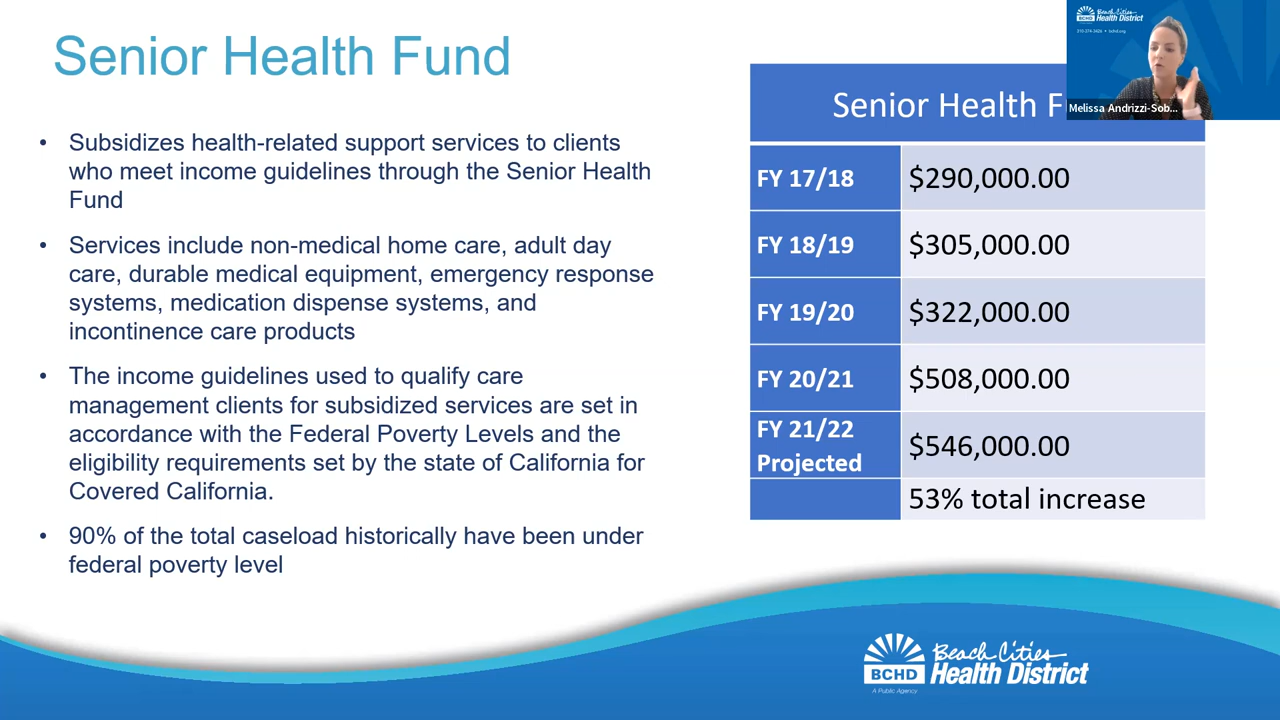 Senior Health Fund
• Subsidizes health-related support services to clients
who meet income guidelines through the Senior Health
Fund
• Services include non-medical home care, adult day
care, durable medical equipment, emergency response
systems, medication dispense systems, and
incontinence care products
• The income guidelines used to qualify care
management clients for subsidized services are set in
accordance with the Federal Poverty Levels and the
eligibility requirements set by the state of California for
Covered California.
• 90% of the total caseload historically have been under
federal poverty level
Senior Health F
FY 17/18 $290,000.00
FY 18/19 $305,000.00
FY 19/20 $322,000.00
FY 20/21 $508,000.00
FY 21/22
Projected $546,000.00
53% total increase
Beach Cities
Health District
BCHD
Melissa Andrizzi-Sob...
Beach Cities
BCHD Health District
A Public Agency